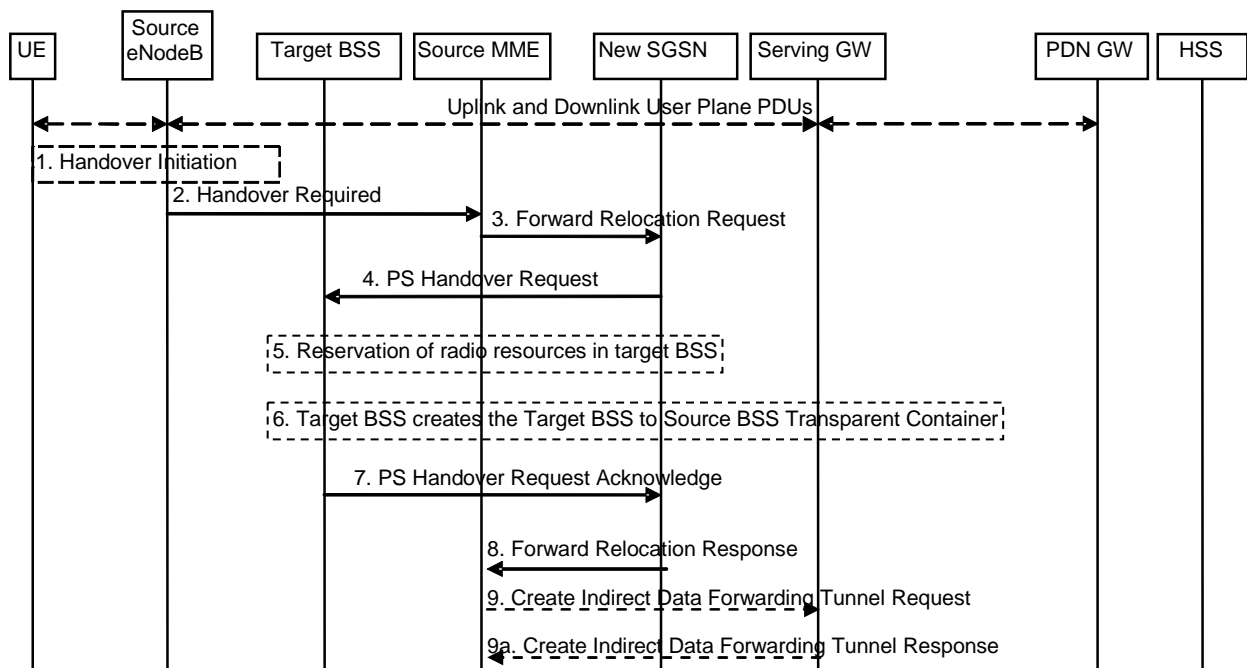 UE
Source
eNodeB
Target BSS
Source MME
New SGSN
Serving GW
PDN GW
HSS
Uplink and Downlink User Plane PDUs
1. Handover Initiation
2. Handover Required
3. Forward Relocation Request
4. PS Handover Request
5. Reservation of radio resources in target BSS
6. Target BSS creates the Target BSS to Source BSS Transparent Container
7. PS Handover Request Acknowledge
8. Forward Relocation Response
9. Create Indirect Data Forwarding Tunnel Request
9a. Create Indirect Data Forwarding Tunnel Response